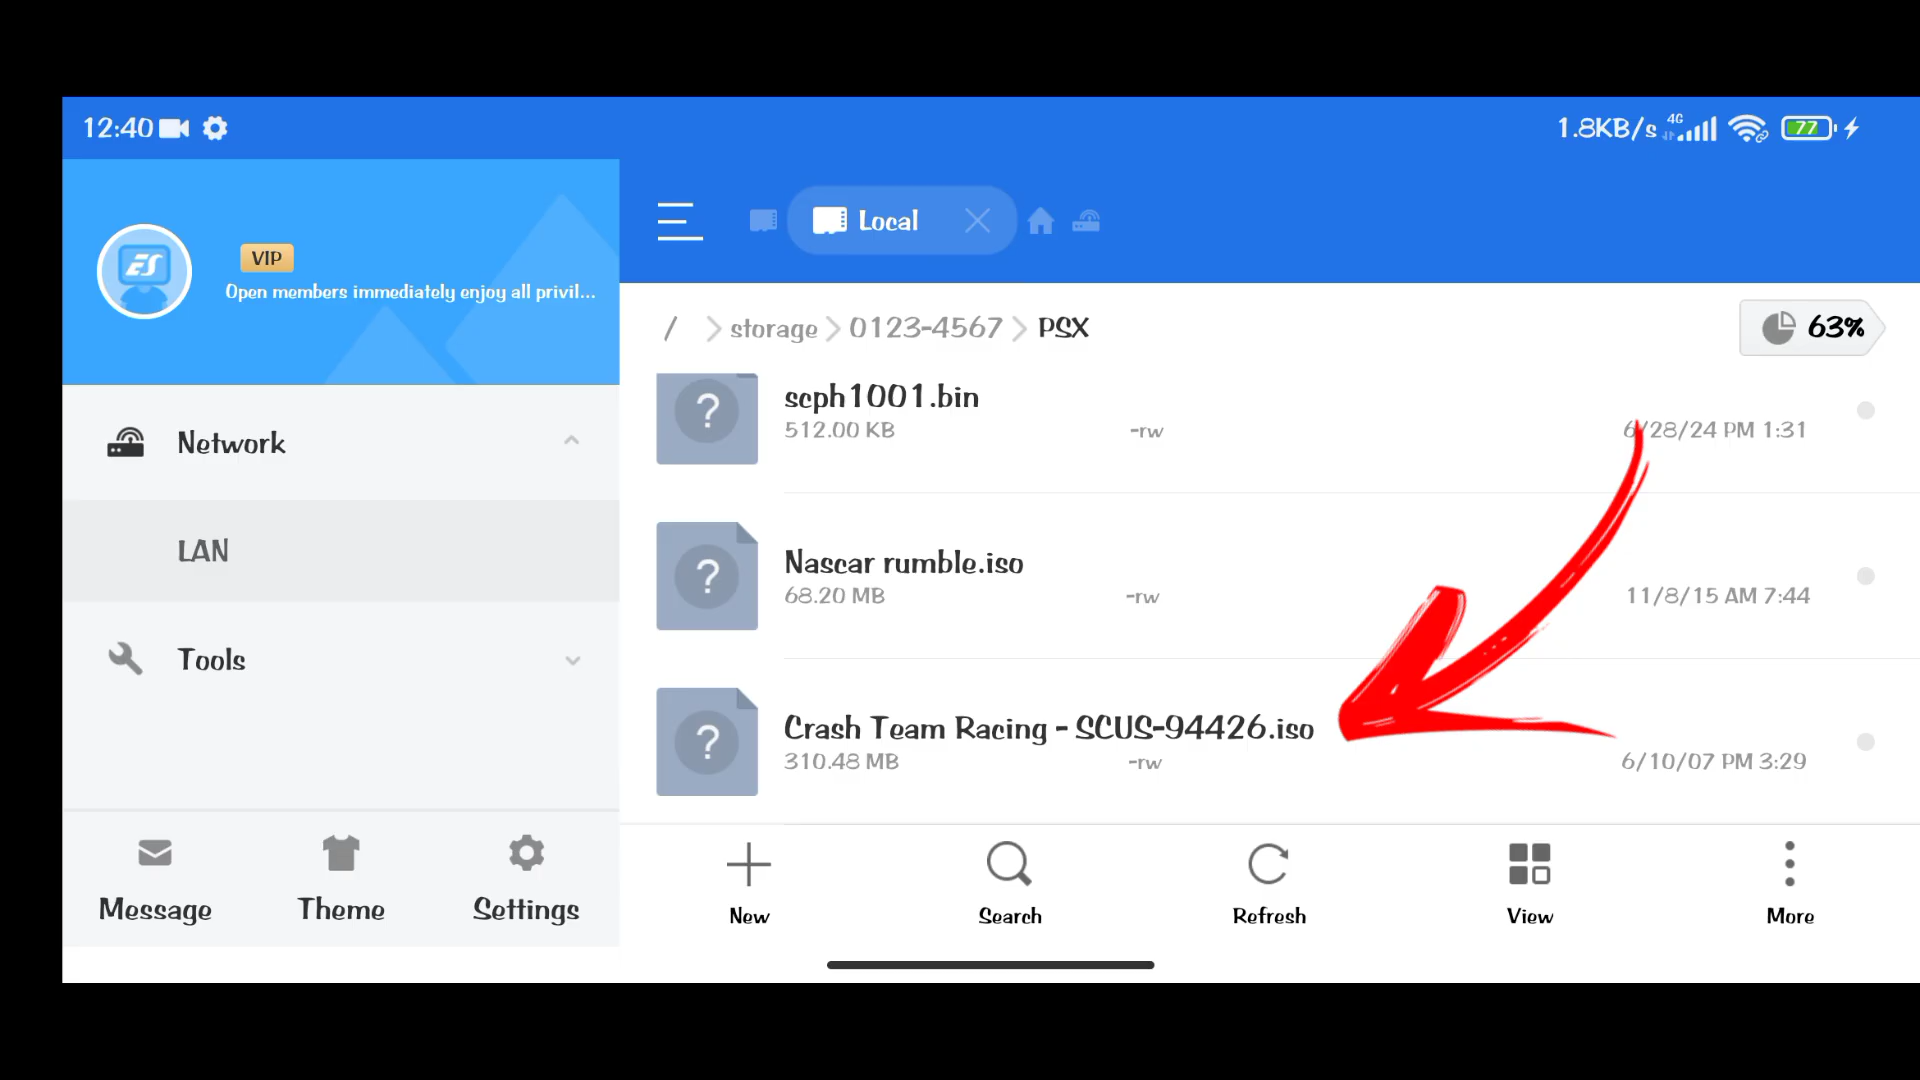 12:40
1.8KB/s 4G 77
ES
VIP
Open members immediately enjoy all privil...
Local
/ storage 0123-4567 PSX
63%
Network
LAN
Tools
scph1001.bin
512.00 KB -rw 6/28/24 PM 1:31
Nascar rumble.iso
68.20 MB -rw 11/8/15 AM 7:44
Crash Team Racing - SCUS-94426.iso
310.48 MB -rw 6/10/07 PM 3:29
Message Theme Settings
New Search Refresh View More